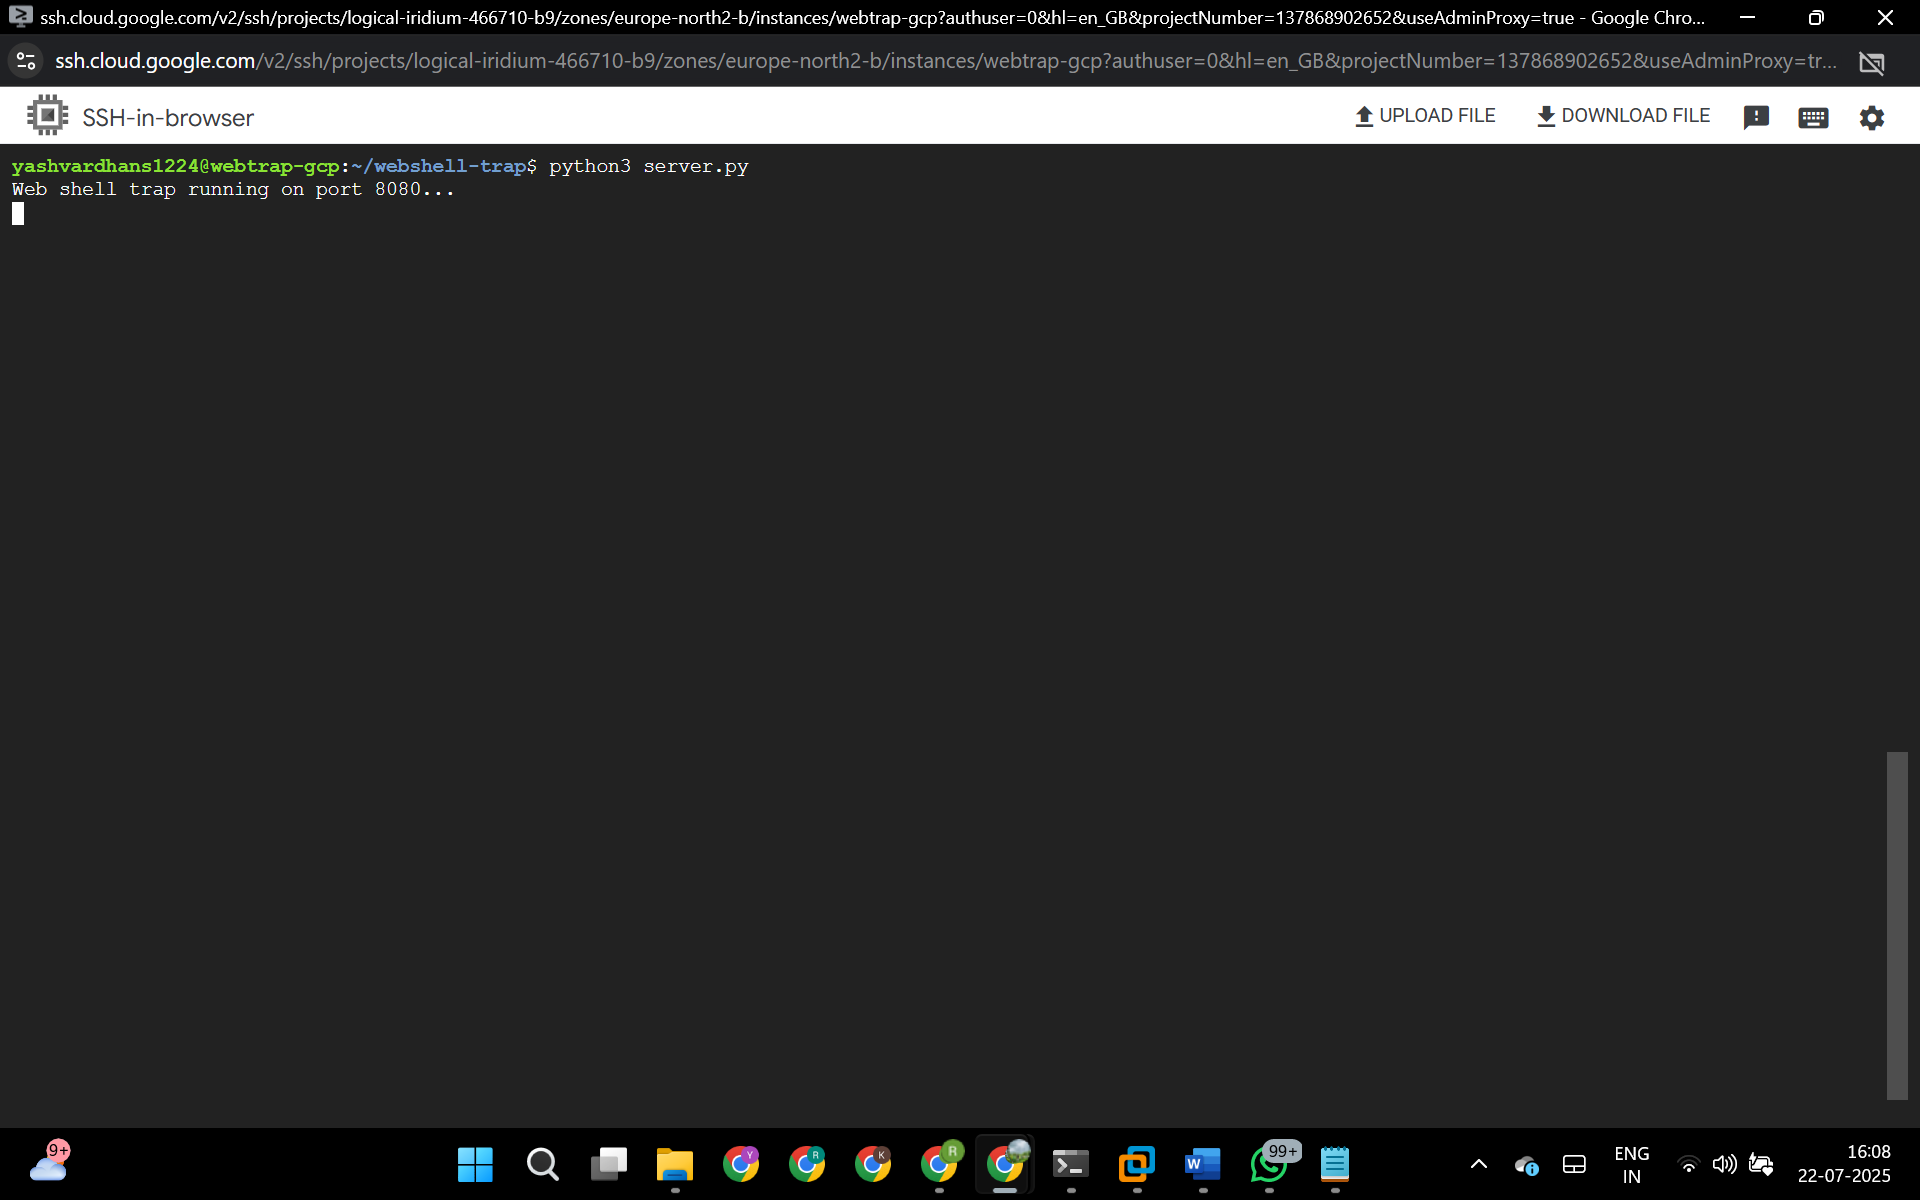 ssh.cloud.google.com/v2/ssh/projects/logical-iridium-466710-b9/zones/europe-north2-b/instances/webtrap-gcp?authuser=0&hl=en_GB&projectNumber=137868902652&useAdminProxy=true - Google Chro...
ssh.cloud.google.com/v2/ssh/projects/logical-iridium-466710-b9/zones/europe-north2-b/instances/webtrap-gcp?authuser=0&hl=en_GB&projectNumber=137868902652&useAdminProxy=tr...
SSH-in-browser
UPLOAD FILE
DOWNLOAD FILE
yashvardhans1224@webtrap-gcp:~/webshell-trap$ python3 server.py
Web shell trap running on port 8080...
9+
Y
R
K
R
W
99+
ENG
IN
16:08
22-07-2025